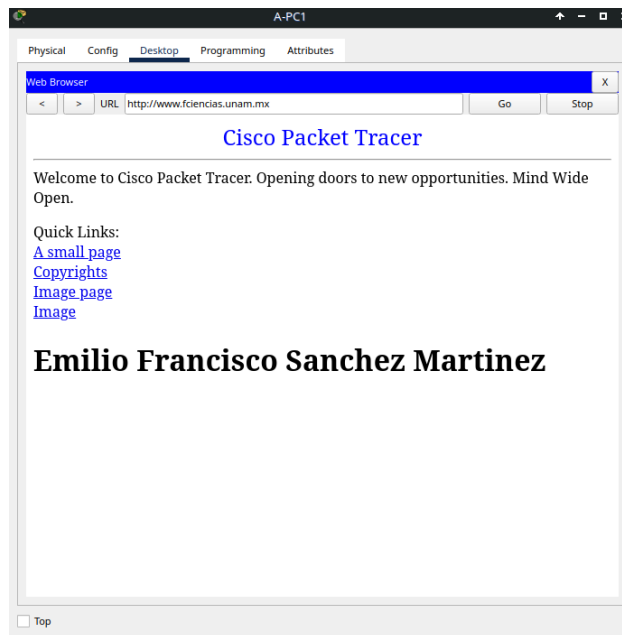 A-PC1
Physical Config Desktop Programming Attributes
Web Browser X
< > URL http://www.fciencias.unam.mx Go Stop
Cisco Packet Tracer
Welcome to Cisco Packet Tracer. Opening doors to new opportunities. Mind Wide
Open.
Quick Links:
A small page
Copyrights
Image page
Image
Emilio Francisco Sanchez Martinez
Top